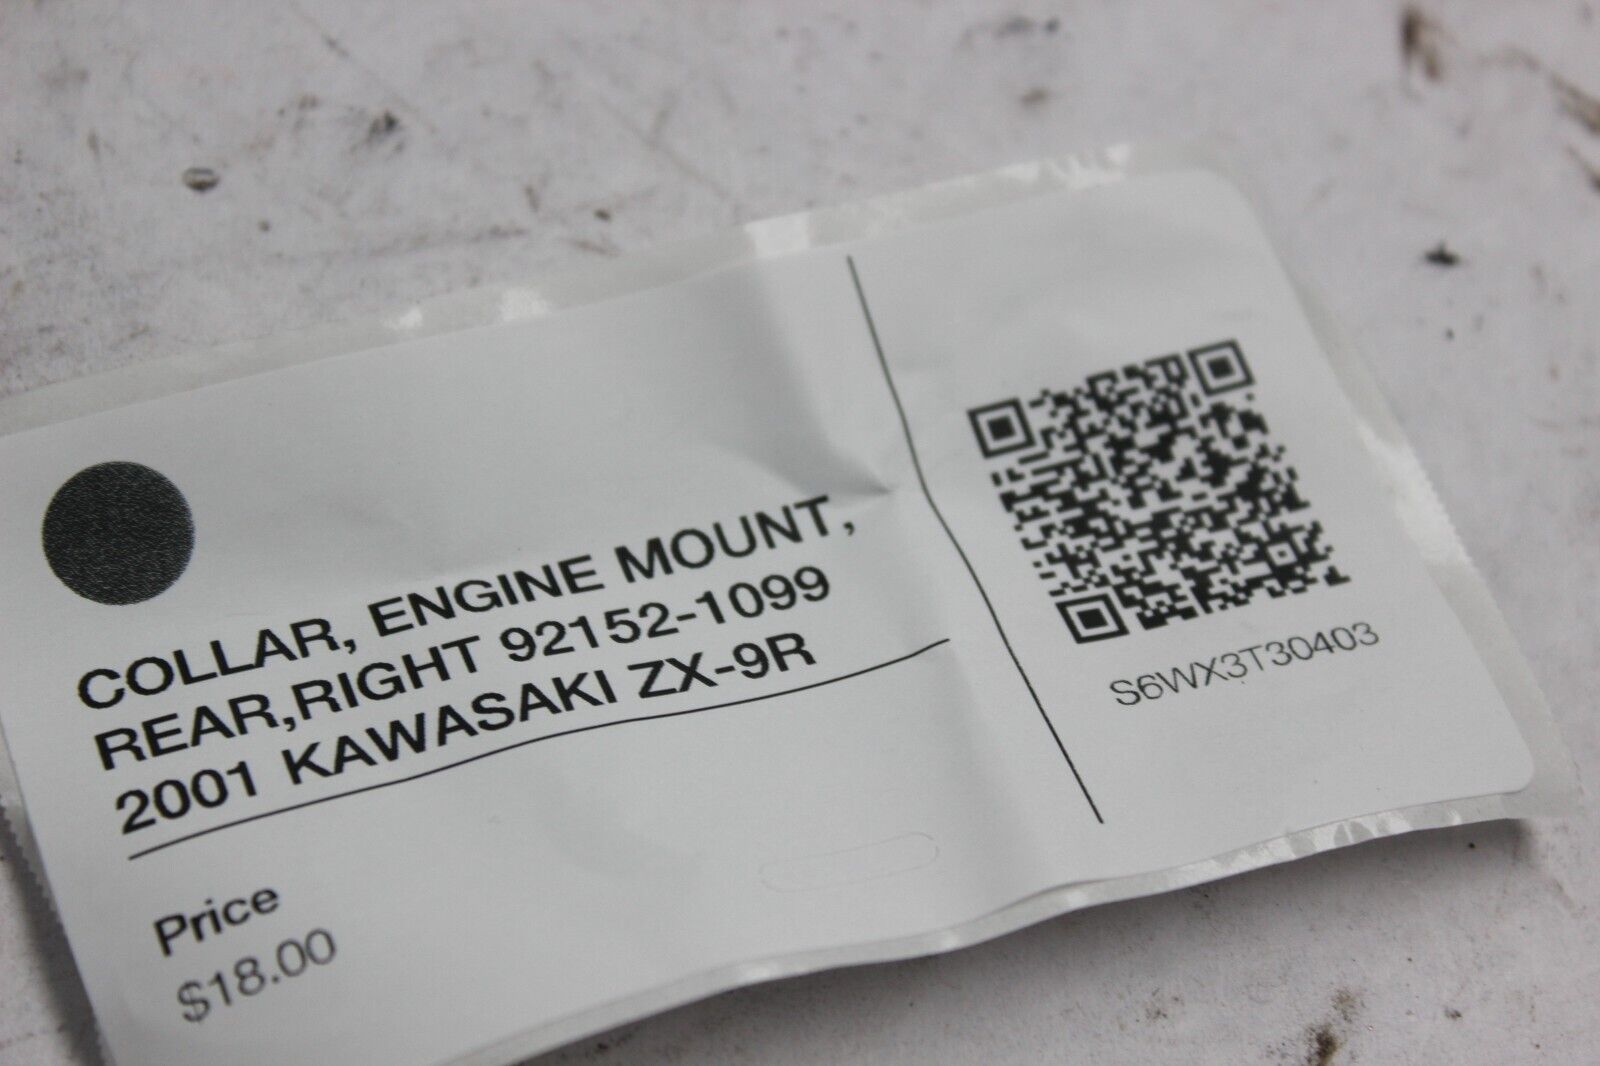 COLLAR, ENGINE MOUNT,
REAR,RIGHT 92152-1099
2001 KAWASAKI ZX-9R
Price
$18.00
S6WX3T30403